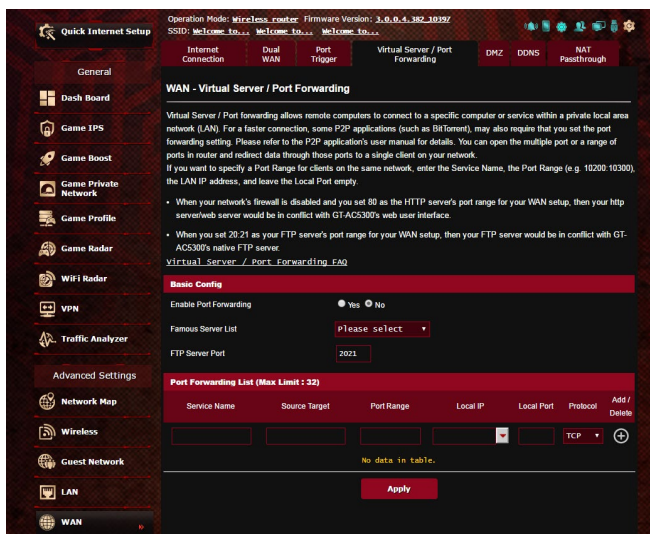 Quick Internet Setup
Operation Mode: Wireless router Firmware Version: 3.0.0.4.382_10397
SSID: Welcome to... Welcome to... Welcome to...
Internet Connection
Dual WAN
Port Trigger
Virtual Server / Port Forwarding
DMZ
DDNS
NAT Passthrough
General
Dash Board
Game IPS
Game Boost
Game Private Network
Game Profile
Game Radar
WiFi Radar
VPN
Traffic Analyzer
Advanced Settings
Network Map
Wireless
Guest Network
LAN
WAN
WAN - Virtual Server / Port Forwarding
Virtual Server / Port forwarding allows remote computers to connect to a specific computer or service within a private local area
network (LAN). For a faster connection, some P2P applications (such as BitTorrent), may also require that you set the port
forwarding setting. Please refer to the P2P application's user manual for details. You can open the multiple port or a range of
ports in router and redirect data through those ports to a single client on your network.
If you want to specify a Port Range for clients on the same network, enter the Service Name, the Port Range (e.g. 10200:10300),
the LAN IP address, and leave the Local Port empty.
• When your network's firewall is disabled and you set 80 as the HTTP server's port range for your WAN setup, then your http
server/web server would be in conflict with GT-AC5300's web user interface.
• When you set 20:21 as your FTP server's port range for your WAN setup, then your FTP server would be in conflict with GT-
AC5300's native FTP server.
Virtual Server / Port Forwarding FAQ
Basic Config
Enable Port Forwarding Yes No
Famous Server List Please select
FTP Server Port 2021
Port Forwarding List (Max Limit : 32)
Service Name Source Target Port Range Local IP Local Port Protocol Add / Delete
TCP
No data in table.
Apply